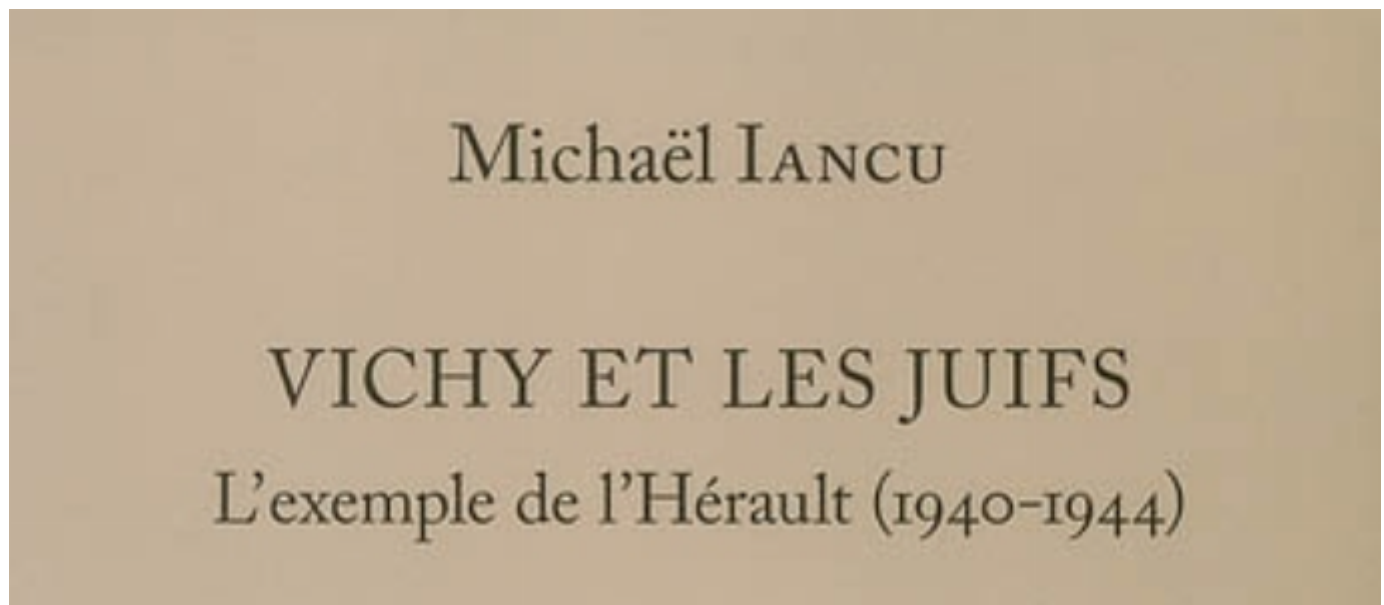 Michaël IANCU
VICHY ET LES JUIFS
L’exemple de l’Hérault (1940-1944)